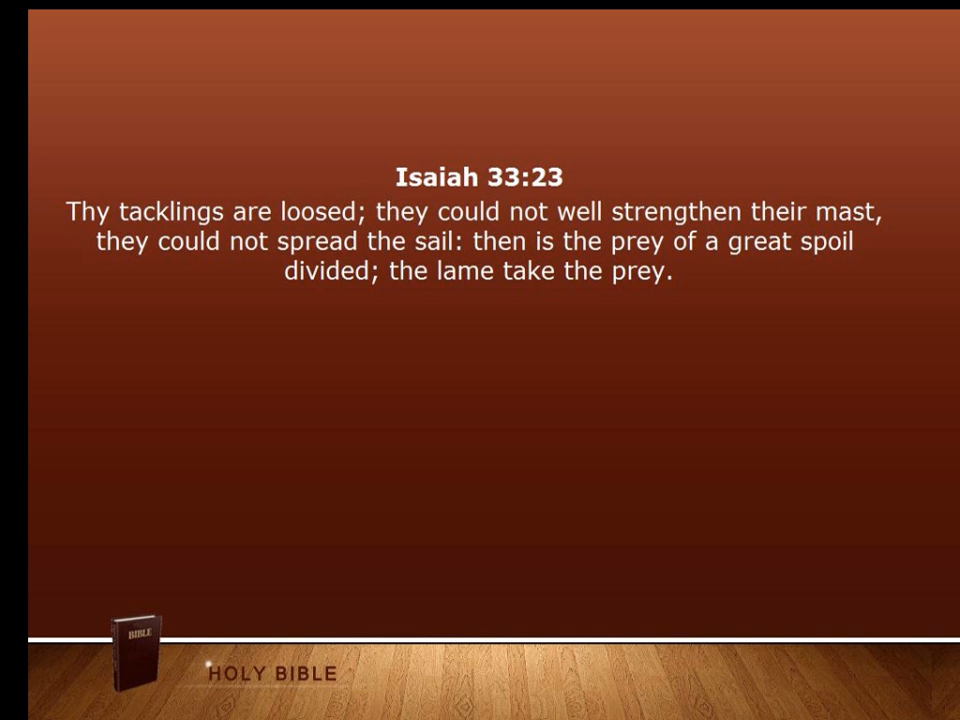 Isaiah 33:23
Thy tacklings are loosed; they could not well strengthen their mast,
they could not spread the sail: then is the prey of a great spoil
divided; the lame take the prey.
BIBLE
HOLY BIBLE